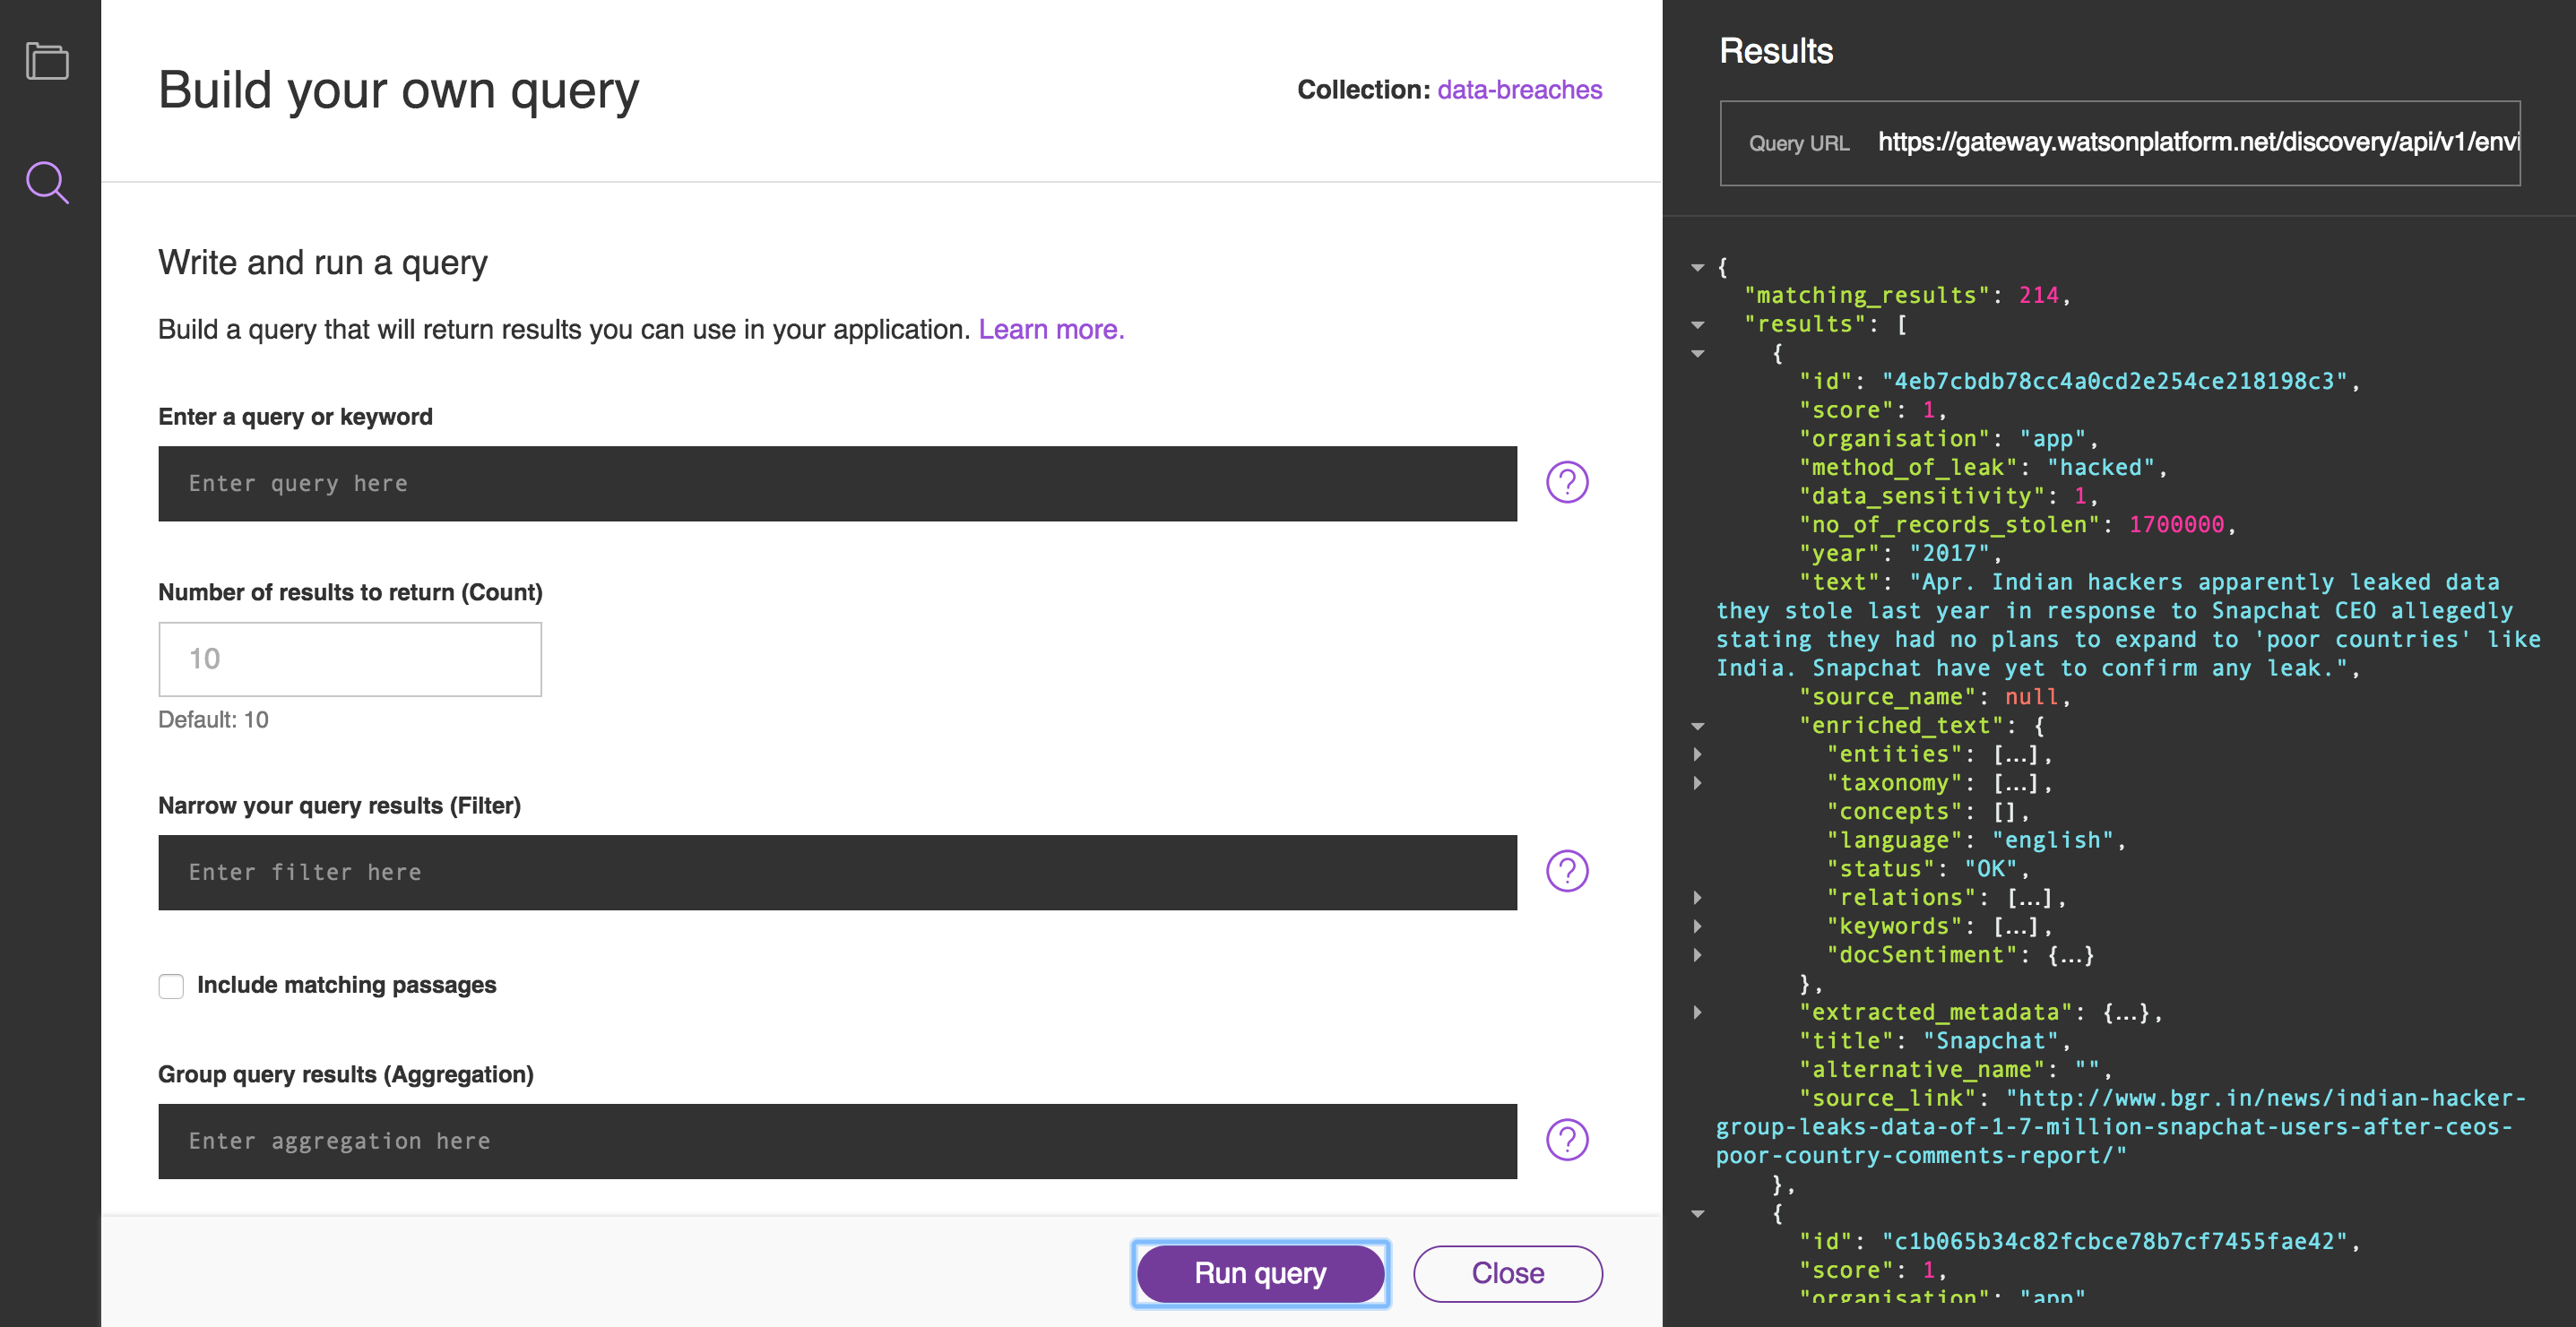 Build your own query
Collection: data-breaches
Write and run a query
Build a query that will return results you can use in your application. Learn more.
Enter a query or keyword
Enter query here
?
Number of results to return (Count)
10
Default: 10
Narrow your query results (Filter)
Enter filter here
?
Include matching passages
Group query results (Aggregation)
Enter aggregation here
?
Run query
Close
Results
Query URL https://gateway.watsonplatform.net/discovery/api/v1/envi
{
"matching_results": 214,
"results": [
{
"id": "4eb7cbdb78cc4a0cd2e254ce218198c3",
"score": 1,
"organisation": "app",
"method_of_leak": "hacked",
"data_sensitivity": 1,
"no_of_records_stolen": 1700000,
"year": "2017",
"text": "Apr. Indian hackers apparently leaked data
they stole last year in response to Snapchat CEO allegedly
stating they had no plans to expand to 'poor countries' like
India. Snapchat have yet to confirm any leak.",
"source_name": null,
"enriched_text": {
"entities": [...],
"taxonomy": [...],
"concepts": [],
"language": "english",
"status": "OK",
"relations": [...],
"keywords": [...],
"docSentiment": {...}
},
"extracted_metadata": {...},
"title": "Snapchat",
"alternative_name": "",
"source_link": "http://www.bgr.in/news/indian-hacker-
group-leaks-data-of-1-7-million-snapchat-users-after-ceos-
poor-country-comments-report/"
},
{
"id": "c1b065b34c82fcbce78b7cf7455fae42",
"score": 1,
"organisation": "app"